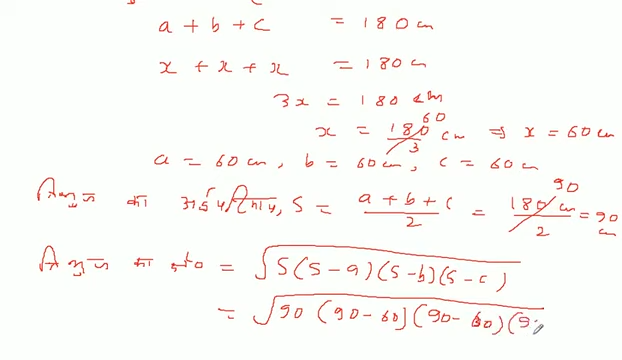 a + b + c = 180 cm
x + x + x = 180 cm
3x = 180 cm
x = 180/3 cm 60 ⇒ x = 60 cm
a = 60 cm, b = 60 cm, c = 60 cm
त्रिभुज का अर्द्धपरिमाप, S = (a + b + c)/2 = 180 cm/2 90 = 90 cm
त्रिभुज का क्षे० = √S(S-a)(S-b)(S-c)
= √90 (90-60)(90-60)(9